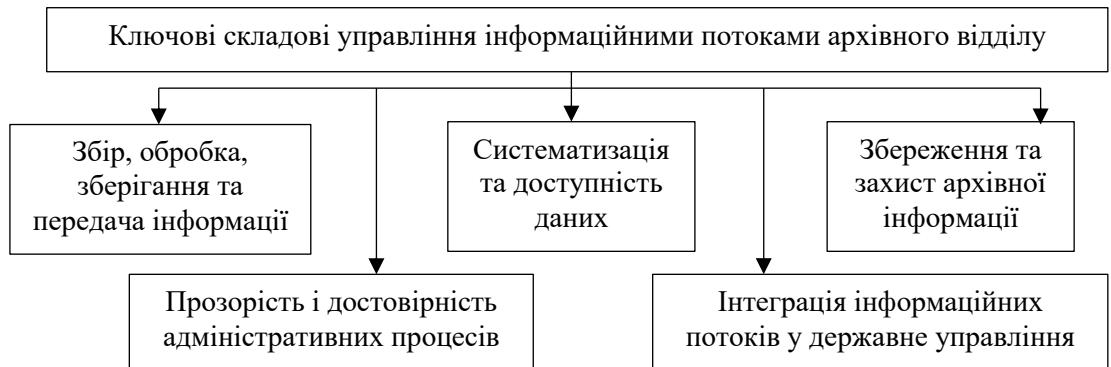 Ключові складові управління інформаційними потоками архівного відділу
Збір, обробка,
зберігання та
передача інформації
Систематизація
та доступність
даних
Збереження та
захист архівної
інформації
Прозорість і достовірність
адміністративних процесів
Інтеграція інформаційних
потоків у державне управління